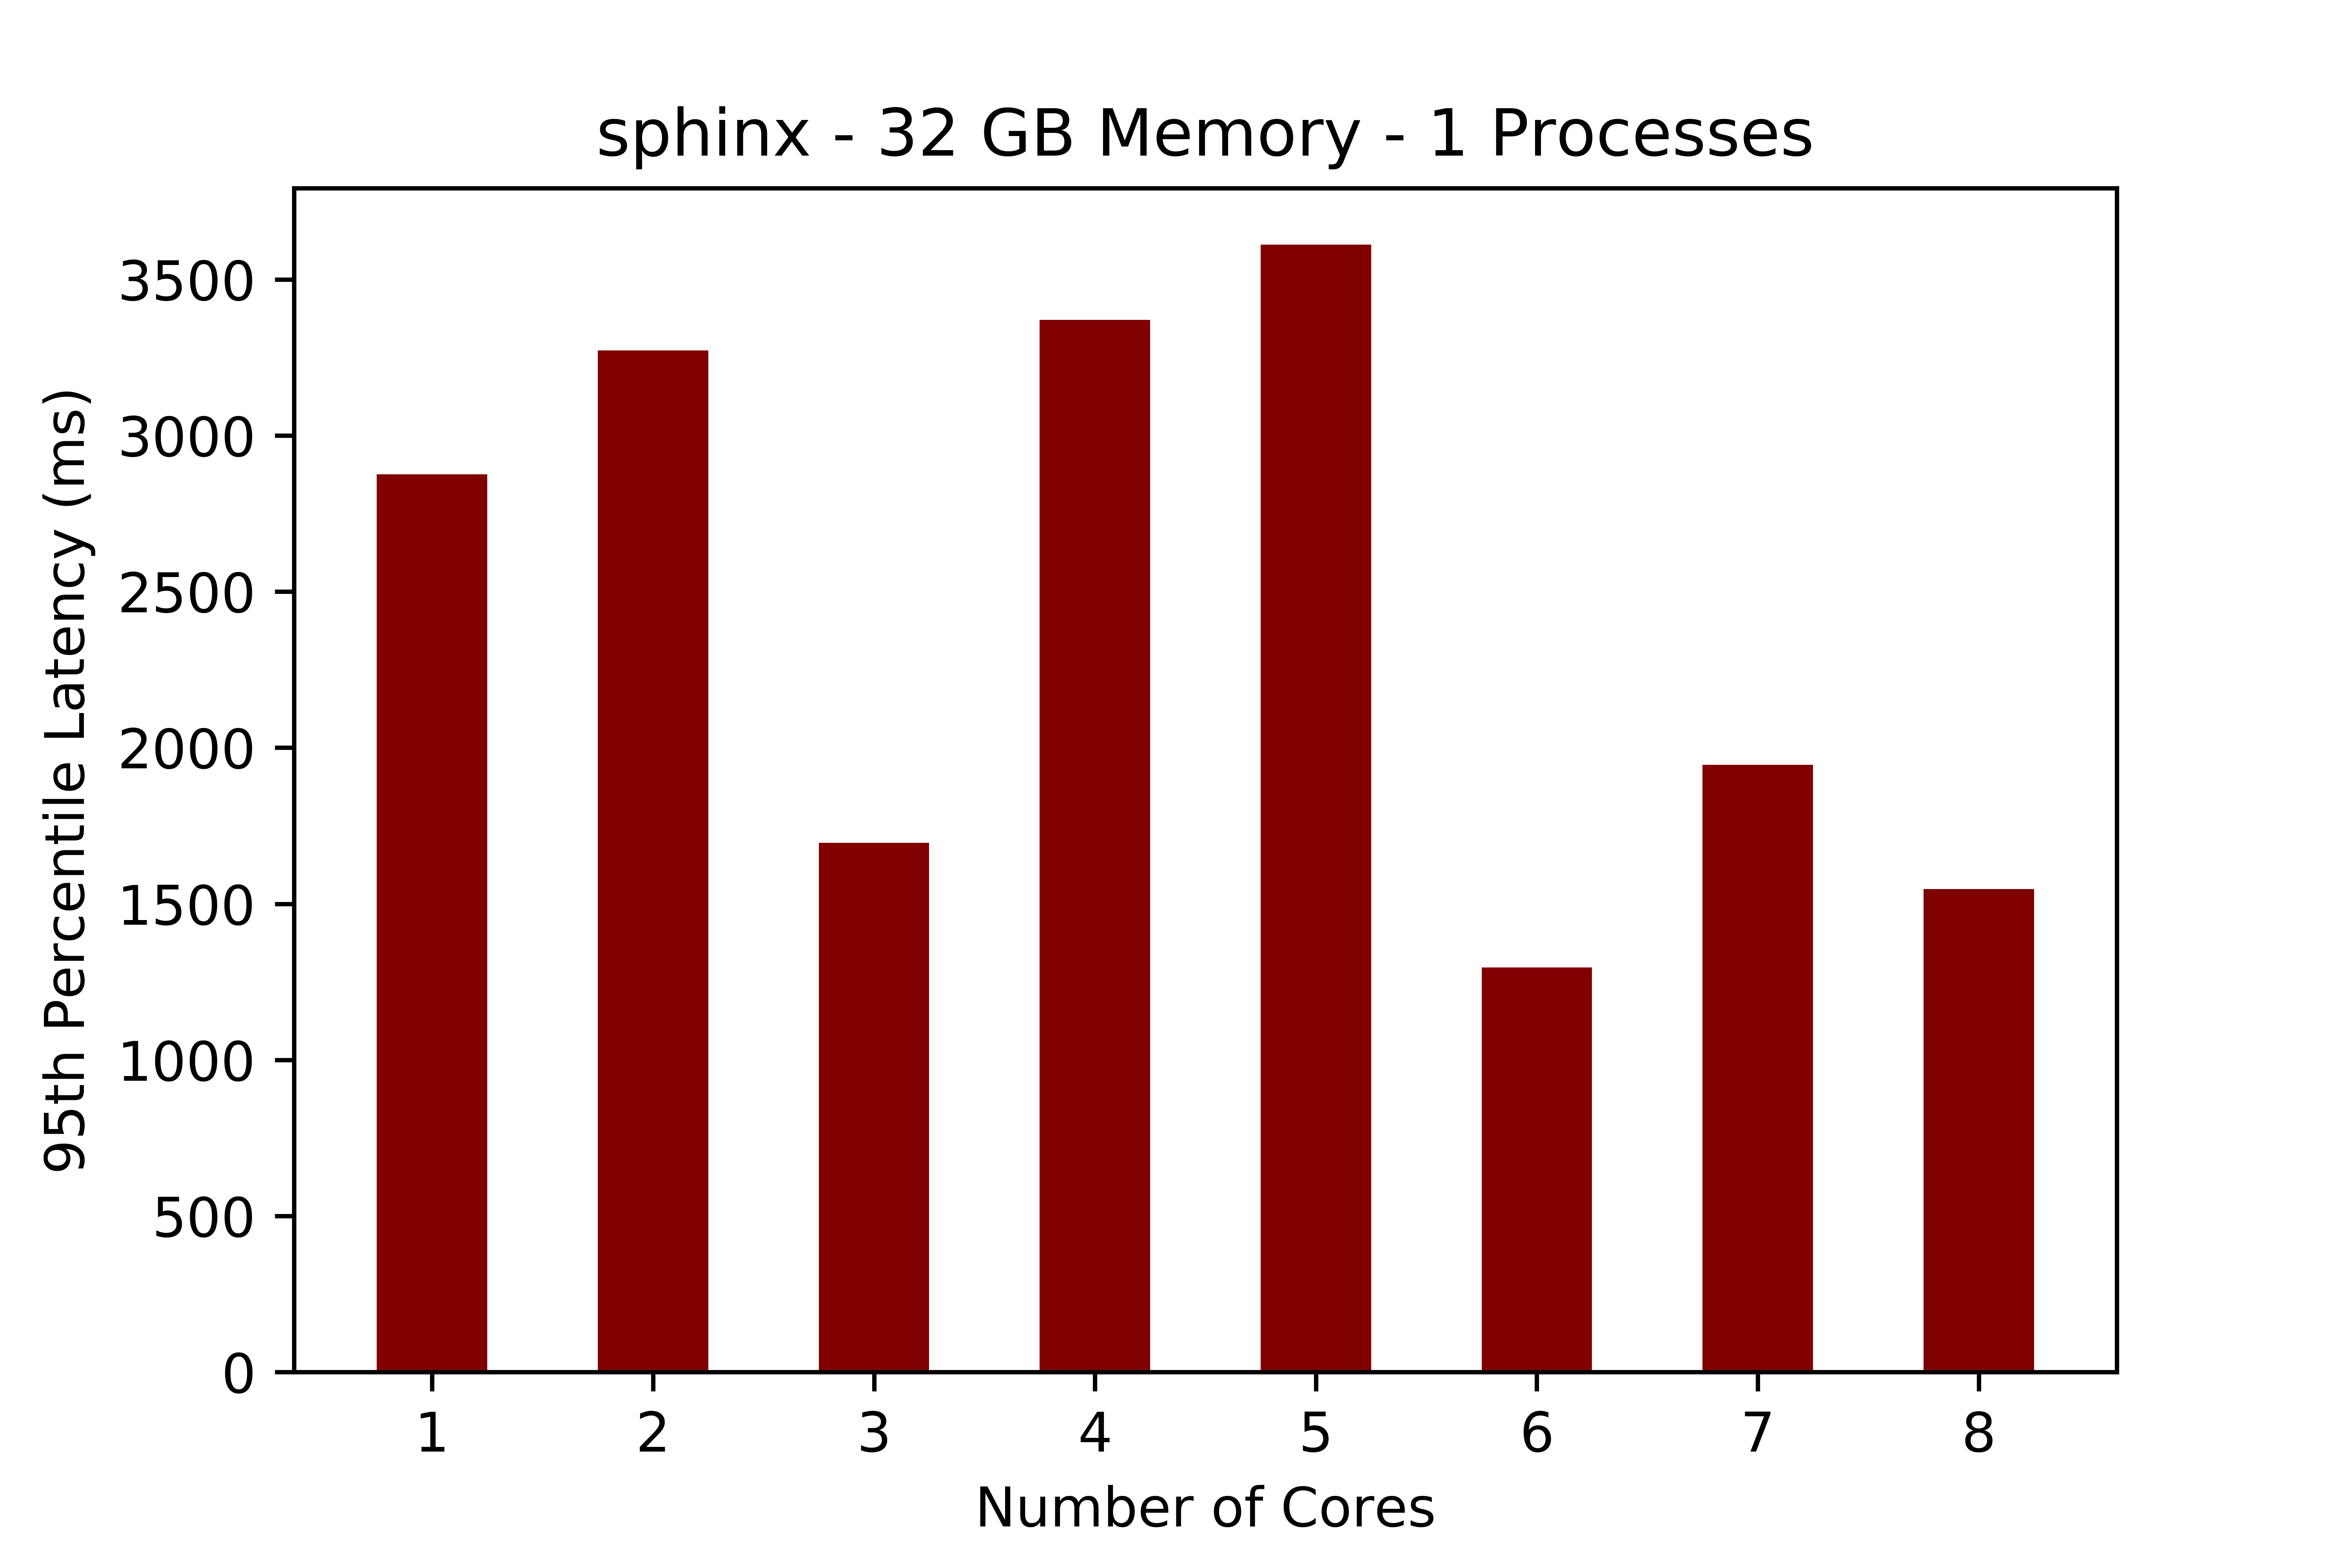 sphinx - 32 GB Memory - 1 Processes
95th Percentile Latency (ms)
3500
3000
2500
2000
1500
1000
500
0
1 2 3 4 5 6 7 8
Number of Cores